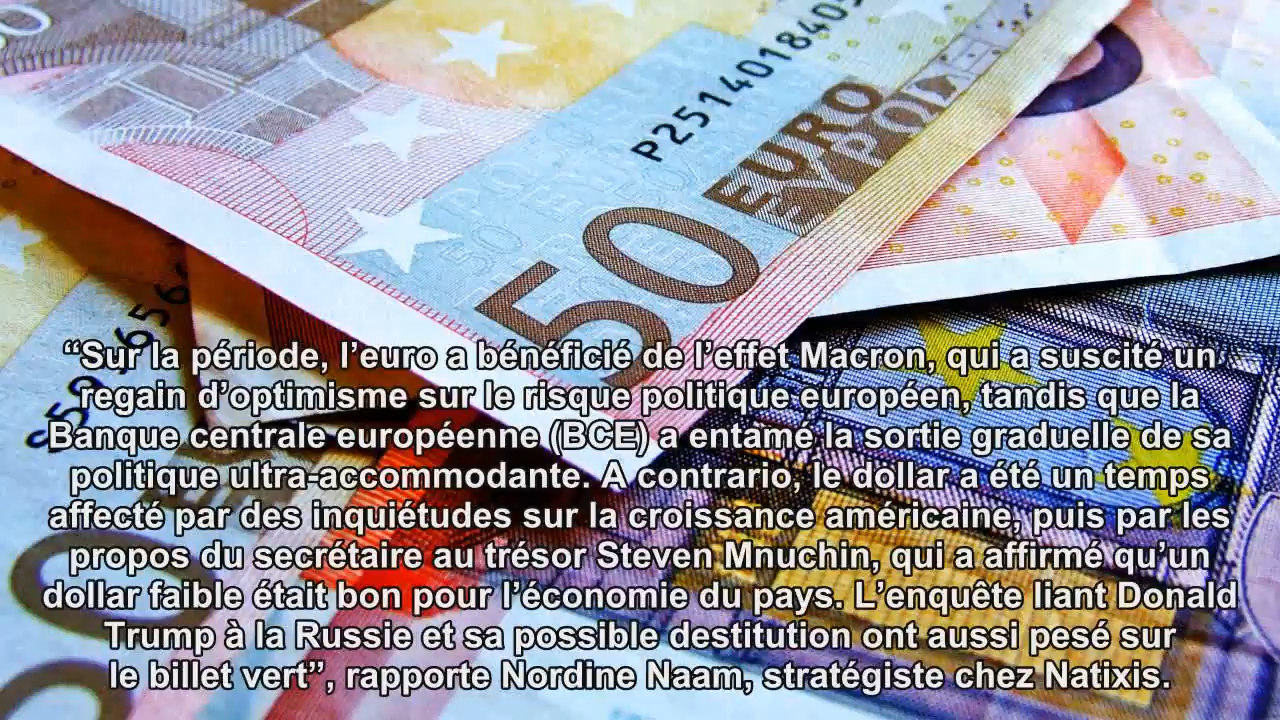 P2514018405
EURO
50
“Sur la période, l’euro a bénéficié de l’effet Macron, qui a suscité un
regain d’optimisme sur le risque politique européen, tandis que la
Banque centrale européenne (BCE) a entamé la sortie graduelle de sa
politique ultra-accommodante. A contrario, le dollar a été un temps
affecté par des inquiétudes sur la croissance américaine, puis par les
propos du secrétaire au trésor Steven Mnuchin, qui a affirmé qu’un
dollar faible était bon pour l’économie du pays. L’enquête liant Donald
Trump à la Russie et sa possible destitution ont aussi pesé sur
le billet vert”, rapporte Nordine Naam, stratégiste chez Natixis.